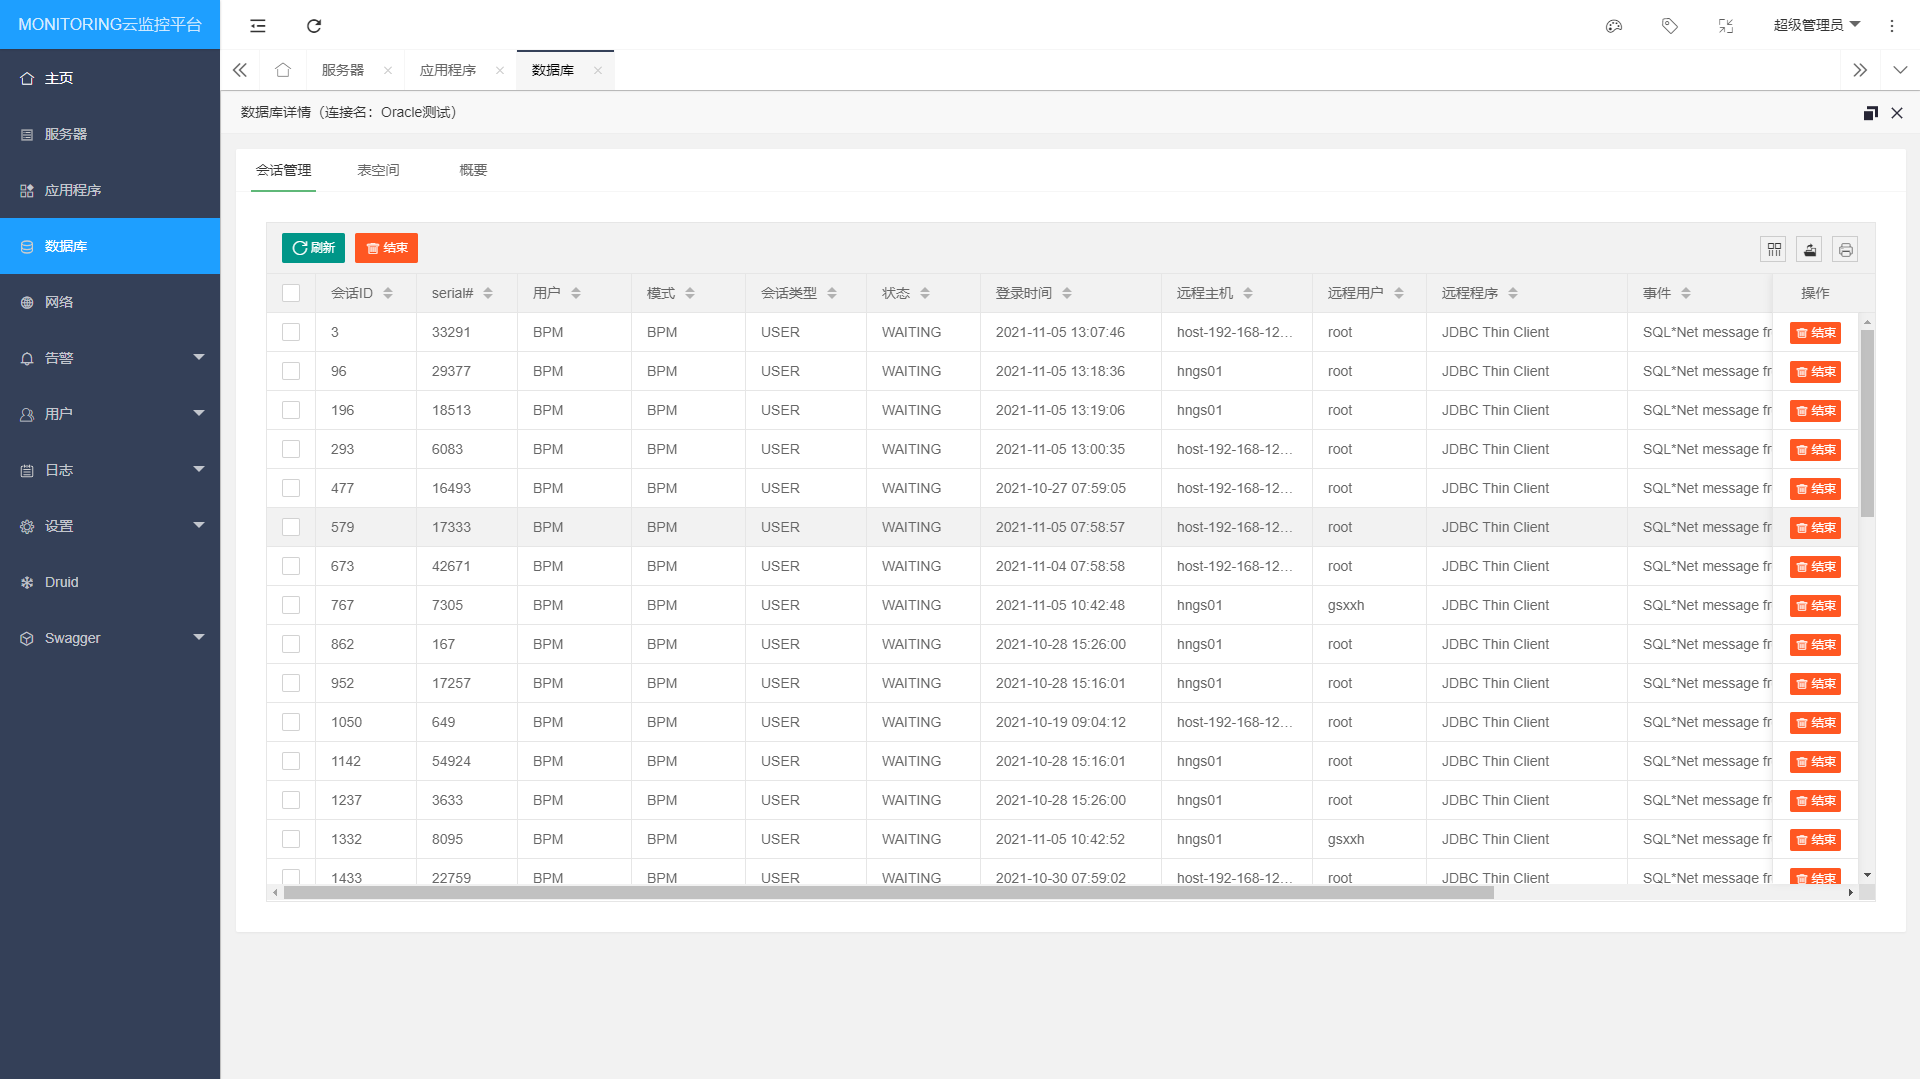 MONITORING云监控平台
超级管理员
主页
服务器
应用程序
数据库
网络
告警
用户
日志
设置
Druid
Swagger
服务器 应用程序 数据库
数据库详情（连接名：Oracle测试）
会话管理 表空间 概要
刷新 结束
会话ID serial# 用户 模式 会话类型 状态 登录时间 远程主机 远程用户 远程程序 事件 操作
3 33291 BPM BPM USER WAITING 2021-11-05 13:07:46 host-192-168-12... root JDBC Thin Client SQL*Net message fr 结束
96 29377 BPM BPM USER WAITING 2021-11-05 13:18:36 hngs01 root JDBC Thin Client SQL*Net message fr 结束
196 18513 BPM BPM USER WAITING 2021-11-05 13:19:06 hngs01 root JDBC Thin Client SQL*Net message fr 结束
293 6083 BPM BPM USER WAITING 2021-11-05 13:00:35 host-192-168-12... root JDBC Thin Client SQL*Net message fr 结束
477 16493 BPM BPM USER WAITING 2021-10-27 07:59:05 host-192-168-12... root JDBC Thin Client SQL*Net message fr 结束
579 17333 BPM BPM USER WAITING 2021-11-05 07:58:57 host-192-168-12... root JDBC Thin Client SQL*Net message fr 结束
673 42671 BPM BPM USER WAITING 2021-11-04 07:58:58 host-192-168-12... root JDBC Thin Client SQL*Net message fr 结束
767 7305 BPM BPM USER WAITING 2021-11-05 10:42:48 hngs01 gsxxh JDBC Thin Client SQL*Net message fr 结束
862 167 BPM BPM USER WAITING 2021-10-28 15:26:00 hngs01 root JDBC Thin Client SQL*Net message fr 结束
952 17257 BPM BPM USER WAITING 2021-10-28 15:16:01 hngs01 root JDBC Thin Client SQL*Net message fr 结束
1050 649 BPM BPM USER WAITING 2021-10-19 09:04:12 host-192-168-12... root JDBC Thin Client SQL*Net message fr 结束
1142 54924 BPM BPM USER WAITING 2021-10-28 15:16:01 hngs01 root JDBC Thin Client SQL*Net message fr 结束
1237 3633 BPM BPM USER WAITING 2021-10-28 15:26:00 hngs01 root JDBC Thin Client SQL*Net message fr 结束
1332 8095 BPM BPM USER WAITING 2021-11-05 10:42:52 hngs01 gsxxh JDBC Thin Client SQL*Net message fr 结束
1433 22759 BPM BPM USER WAITING 2021-10-30 07:59:02 host-192-168-12... root JDBC Thin Client SQL*Net message fr 结束